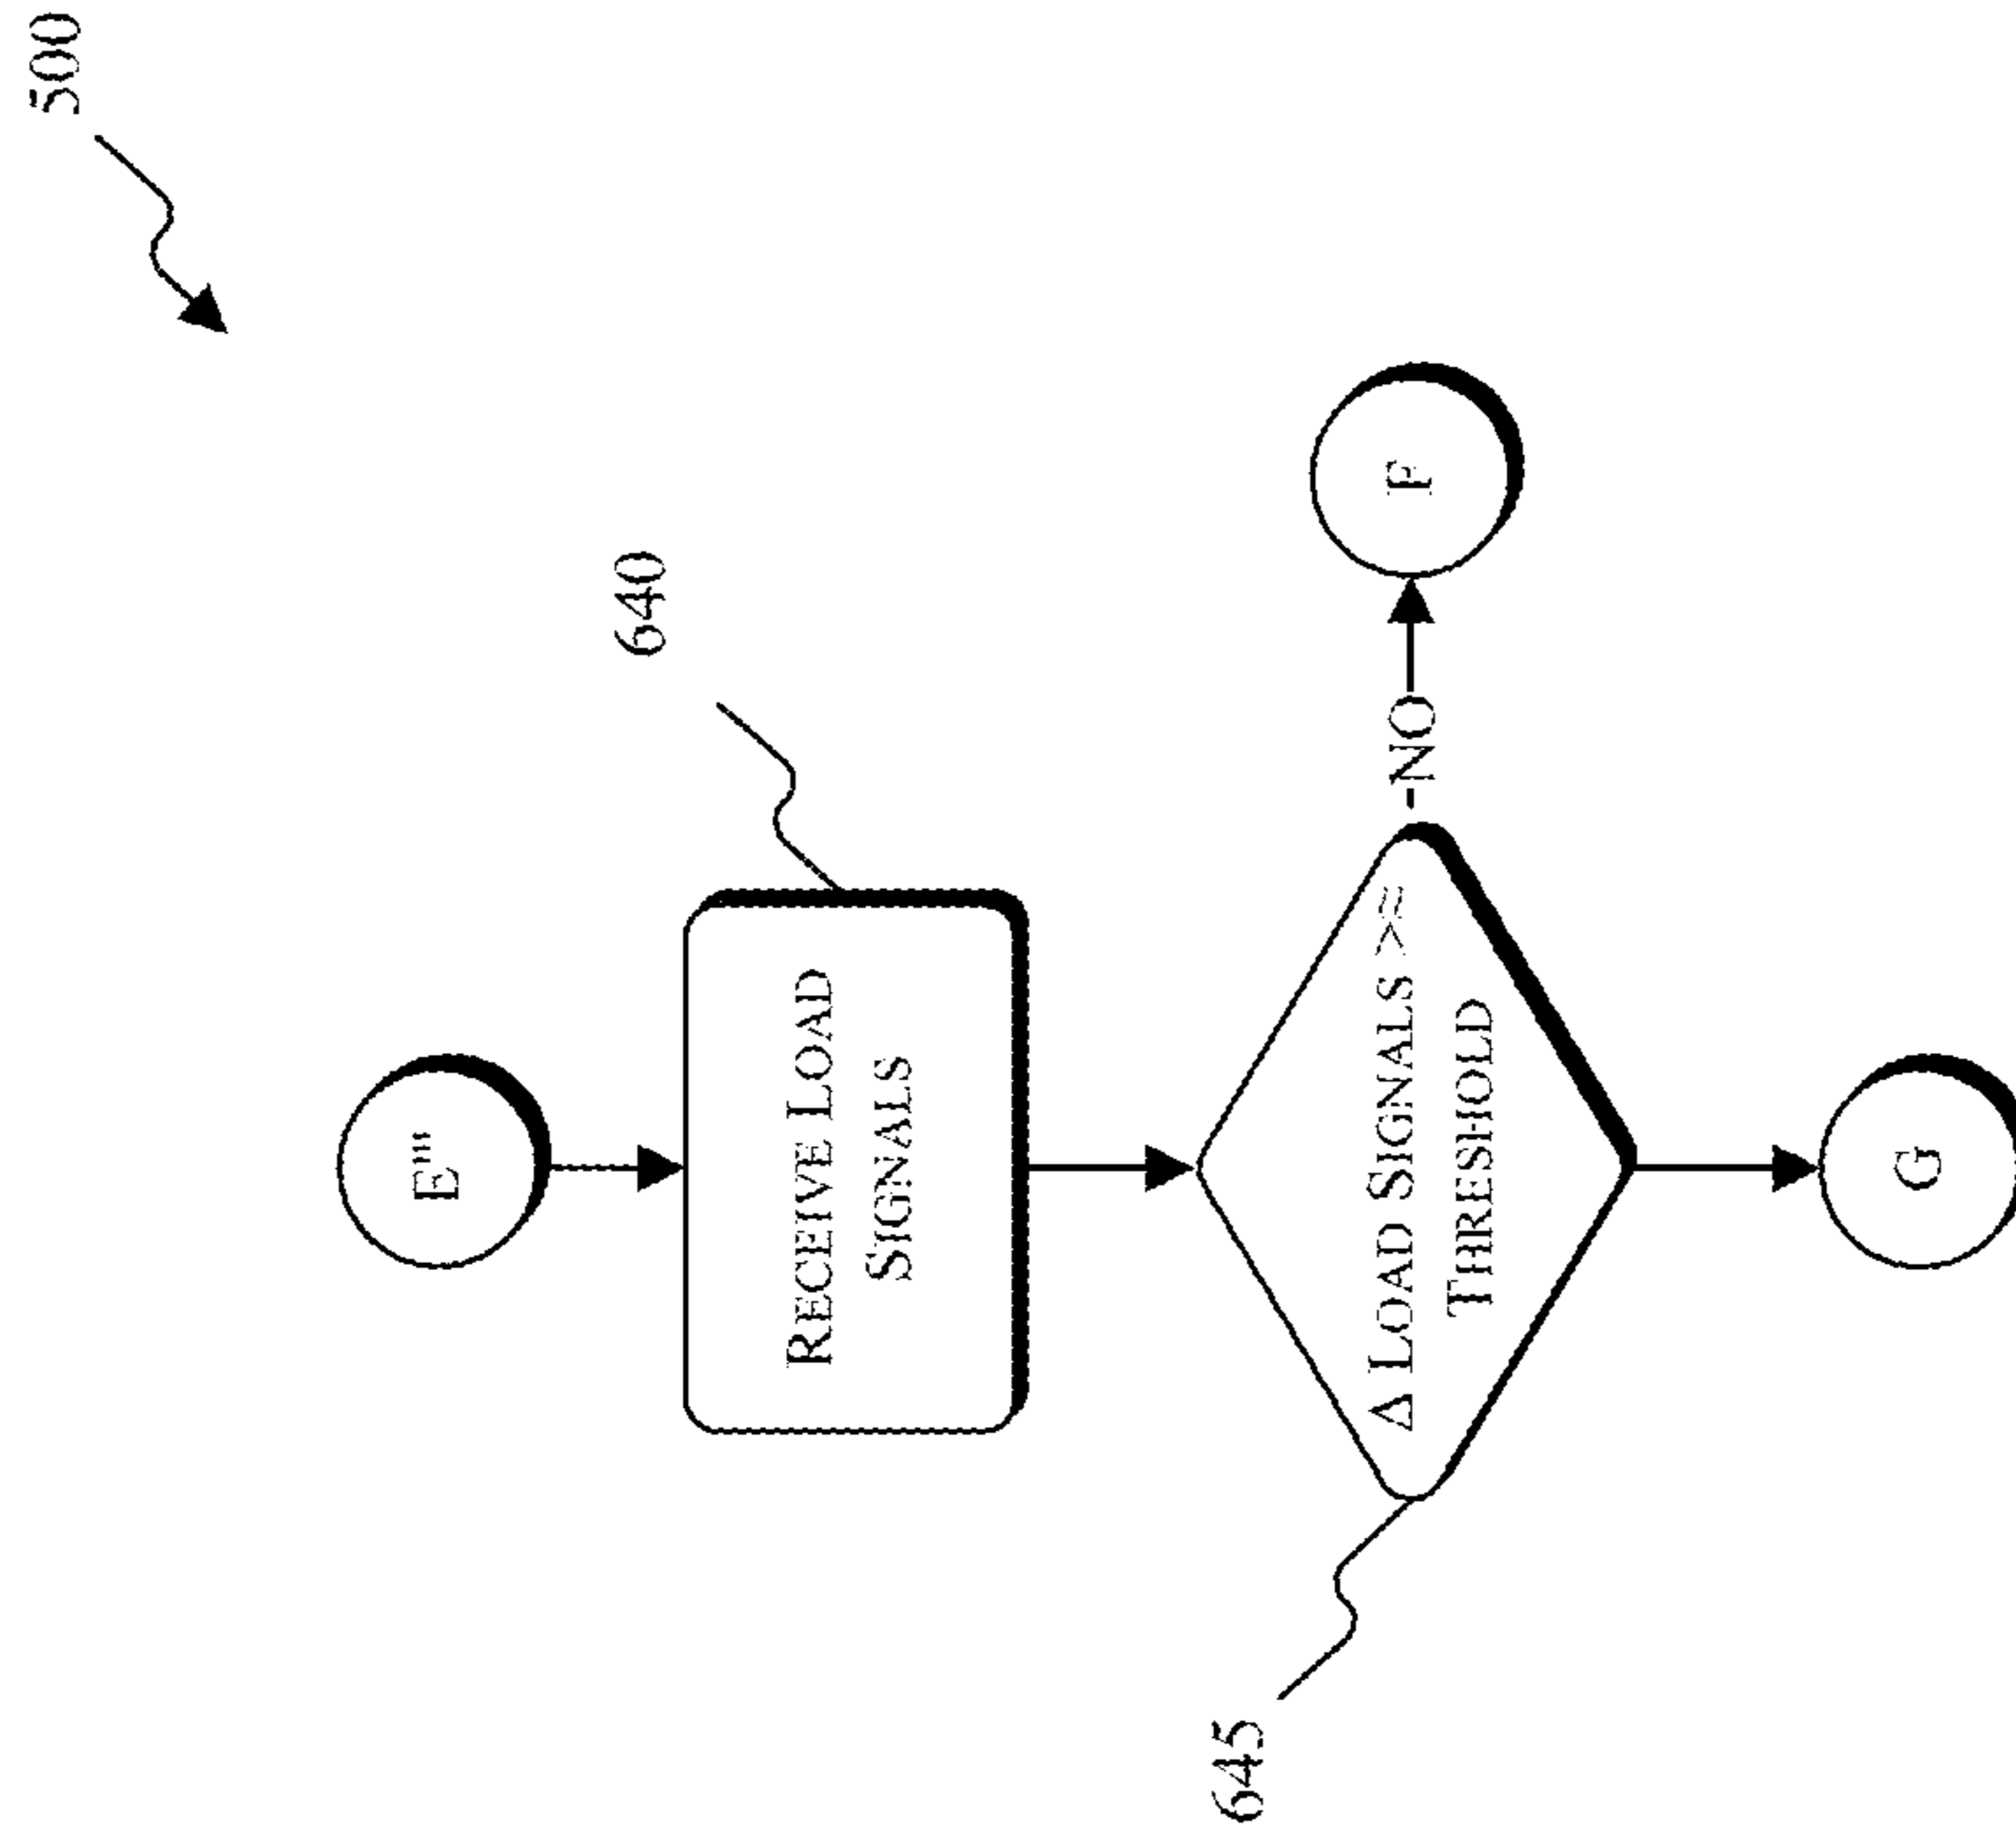 500
E'''
640
RECEIVE LOAD
SIGNALS
645
Δ LOAD SIGNALS >≈
THRESHOLD
NO
F
G